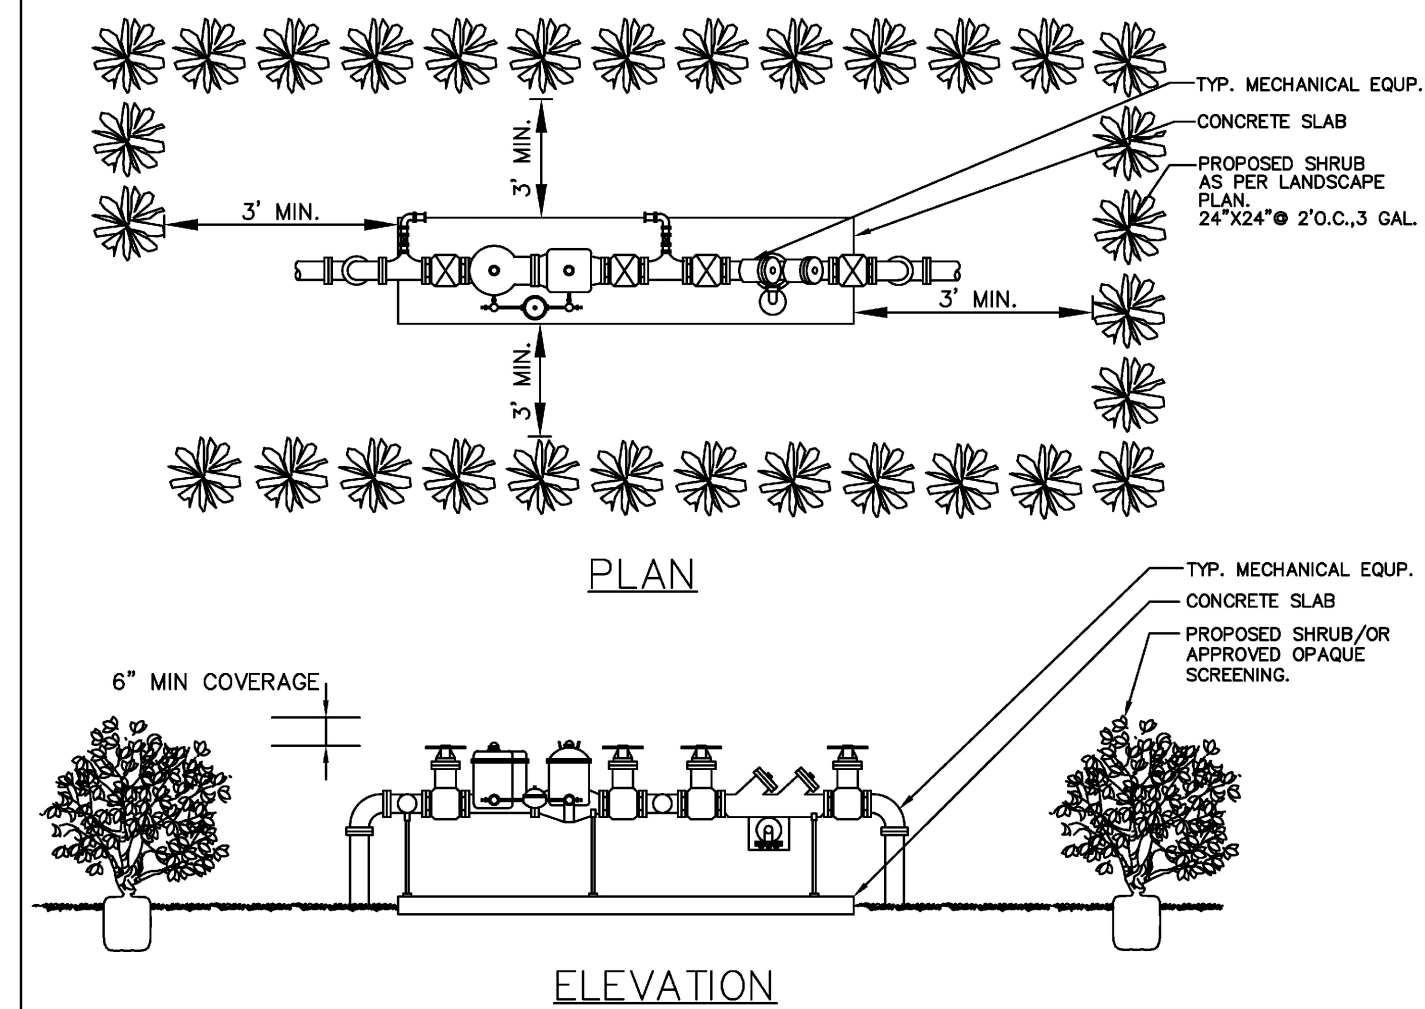 TYP. MECHANICAL EQUP.
CONCRETE SLAB
PROPOSED SHRUB
AS PER LANDSCAPE
PLAN.
24"X24"@ 2'O.C.,3 GAL.
3' MIN.
3' MIN.
3' MIN.
3' MIN.
PLAN
TYP. MECHANICAL EQUP.
CONCRETE SLAB
PROPOSED SHRUB/OR
APPROVED OPAQUE
SCREENING.
6" MIN COVERAGE
ELEVATION